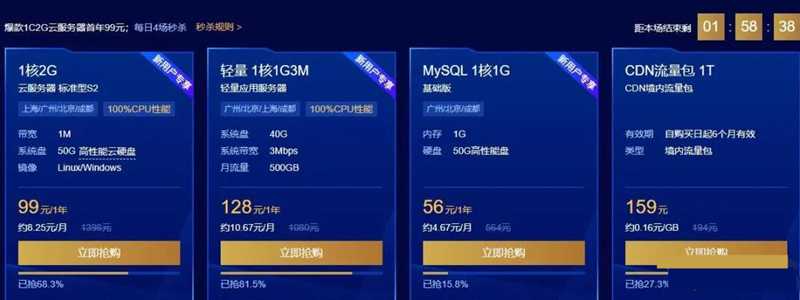 爆款1C2G云服务器首年99元；每日4场秒杀 秒杀规则 >
距本场结束剩 01 : 58 : 38
新用户专享
1核2G
云服务器 标准型S2
上海/广州/北京/成都 100%CPU性能
带宽 1M
系统盘 50G 高性能云硬盘
镜像 Linux/Windows
99元/1年
约8.25元/月 1398元
立即抢购
已抢68.3%
新用户专享
轻量 1核1G3M
轻量应用服务器
广州/北京/上海/成都 100%CPU性能
系统盘 40G
系统带宽 3Mbps
月流量 500GB
128元/1年
约10.67元/月 1080元
立即抢购
已抢81.5%
新用户专享
MySQL 1核1G
基础版
广州/北京/成都
内存 1G
硬盘 50G高性能盘
56元/1年
约4.67元/月 564元
立即抢购
已抢15.8%
新用户专享
CDN流量包 1T
CDN境内流量包
有效期 自购买日起6个月有效
类型 境内流量包
159元
约0.16元/GB 194元
立即抢购
已抢27.3%